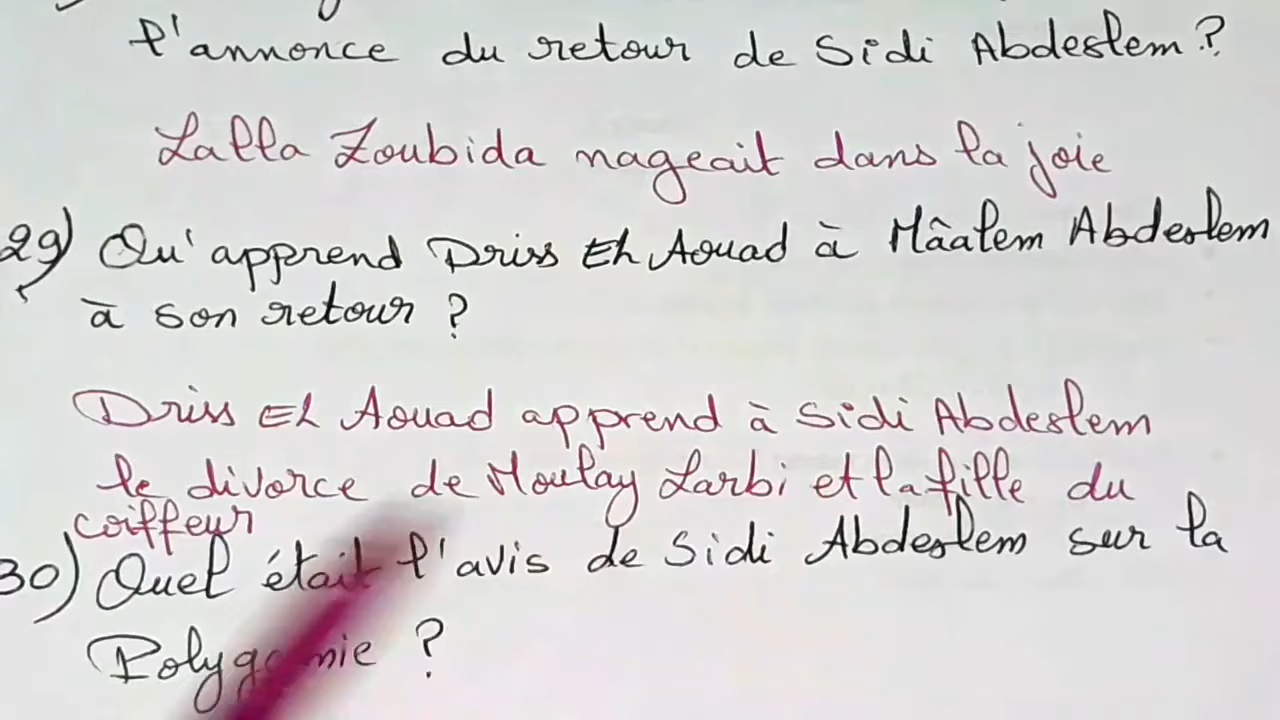 l'annonce du retour de Sidi Abdeslem ?
Lalla Zoubida nageait dans la joie
29) Qu'apprend Driss El Aouad à Mâalem Abdeslem
à son retour ?
Driss El Aouad apprend à Sidi Abdeslem
le divorce de Moulay Larbi et la fille du
coiffeur
30) Quel était l'avis de Sidi Abdeslem sur la
Polygamie ?